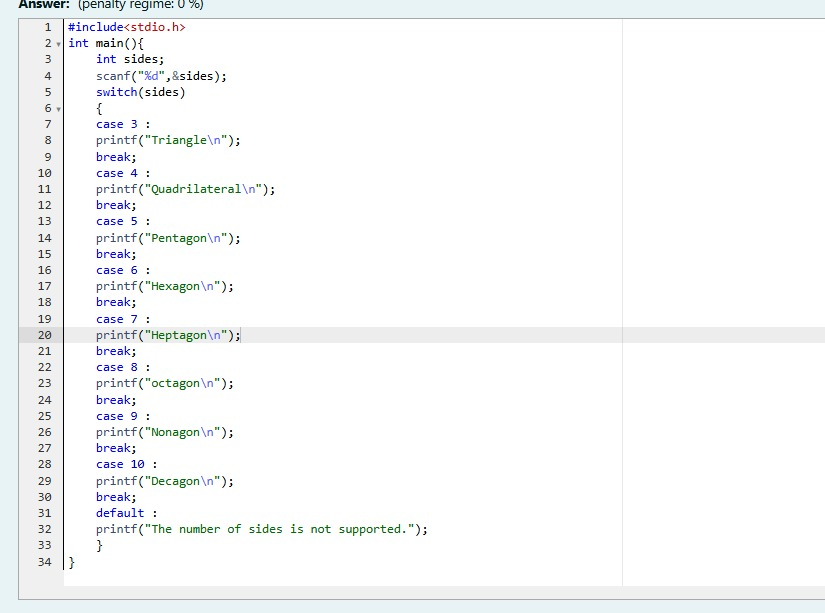 Answer: (penalty regime: 0 %)
1 #include<stdio.h>
2 int main(){
3 int sides;
4 scanf("%d",&sides);
5 switch(sides)
6 {
7 case 3 :
8 printf("Triangle\n");
9 break;
10 case 4 :
11 printf("Quadrilateral\n");
12 break;
13 case 5 :
14 printf("Pentagon\n");
15 break;
16 case 6 :
17 printf("Hexagon\n");
18 break;
19 case 7 :
20 printf("Heptagon\n");
21 break;
22 case 8 :
23 printf("octagon\n");
24 break;
25 case 9 :
26 printf("Nonagon\n");
27 break;
28 case 10 :
29 printf("Decagon\n");
30 break;
31 default :
32 printf("The number of sides is not supported.");
33 }
34 }